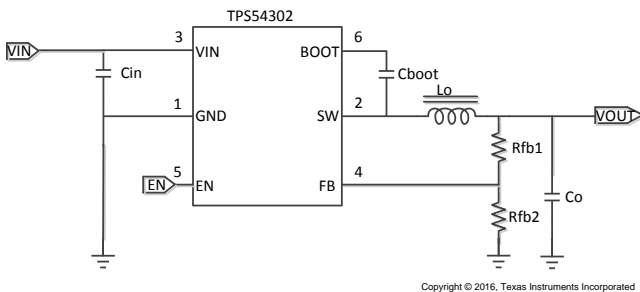 TPS54302
VIN
3
VIN
BOOT
6
Cin
Cboot
Lo
1
GND
SW
2
VOUT
Rfb1
EN
5
EN
FB
4
Rfb2
Co
Copyright © 2016, Texas Instruments Incorporated